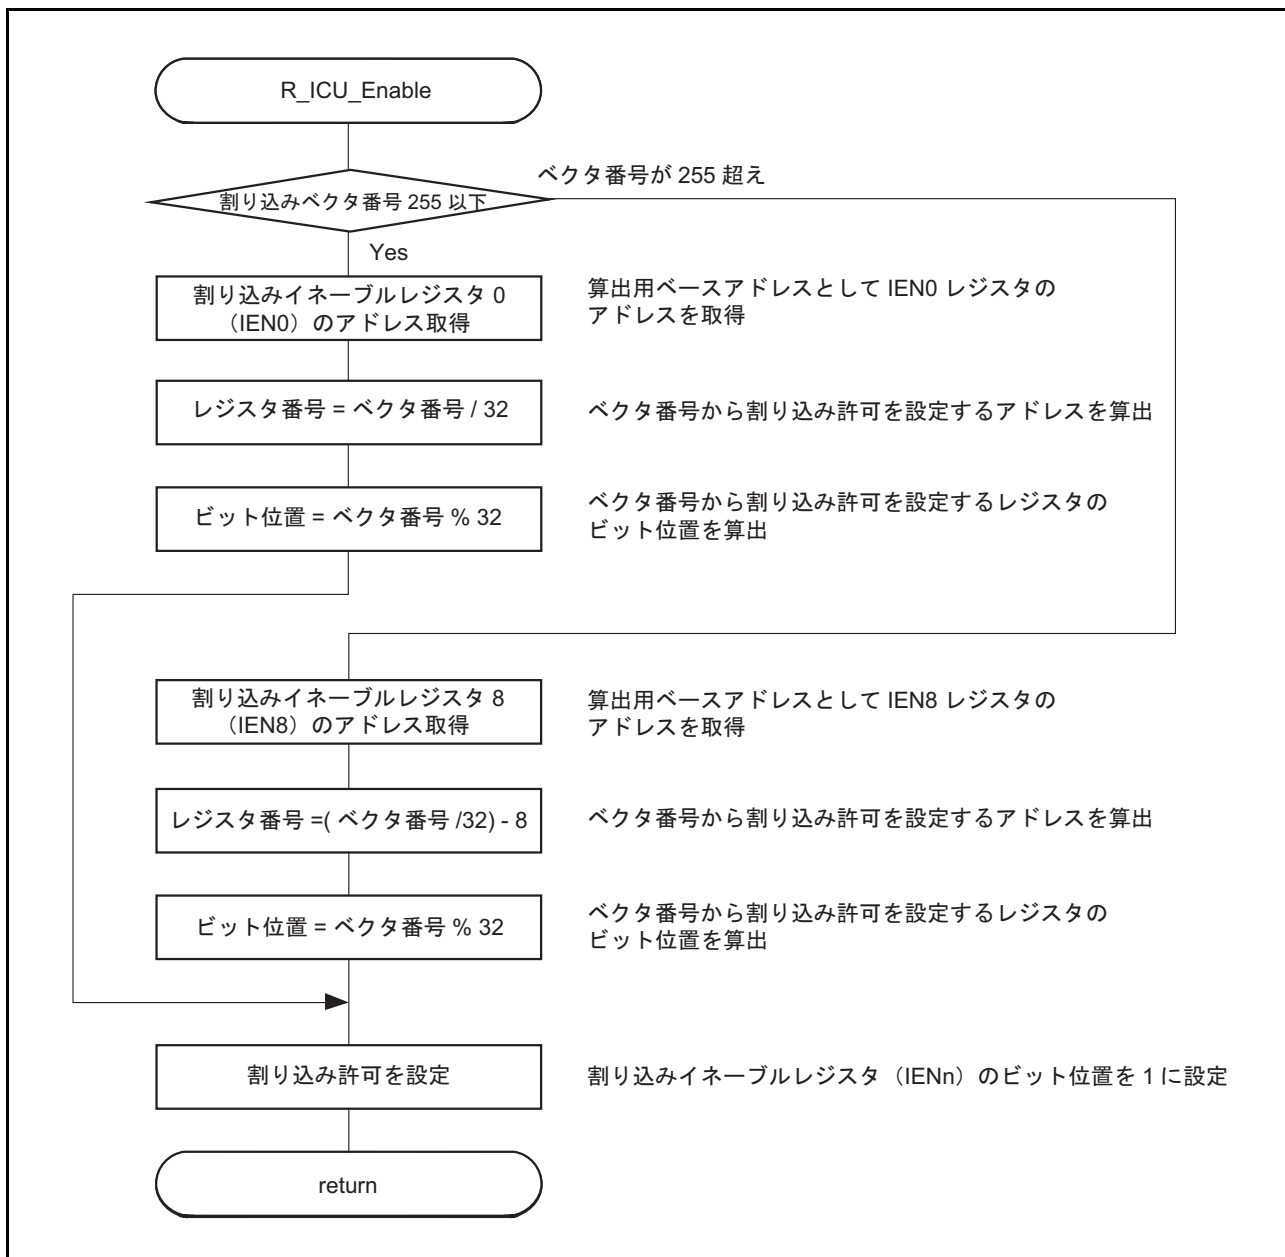 R_ICU_Enable
ベクタ番号が 255 超え
割り込みベクタ番号 255 以下
Yes
割り込みイネーブルレジスタ 0
（IEN0）のアドレス取得
算出用ベースアドレスとして IEN0 レジスタの
アドレスを取得
レジスタ番号 = ベクタ番号 / 32
ベクタ番号から割り込み許可を設定するアドレスを算出
ビット位置 = ベクタ番号 % 32
ベクタ番号から割り込み許可を設定するレジスタの
ビット位置を算出
割り込みイネーブルレジスタ 8
（IEN8）のアドレス取得
算出用ベースアドレスとして IEN8 レジスタの
アドレスを取得
レジスタ番号 =( ベクタ番号 /32) - 8
ベクタ番号から割り込み許可を設定するアドレスを算出
ビット位置 = ベクタ番号 % 32
ベクタ番号から割り込み許可を設定するレジスタの
ビット位置を算出
割り込み許可を設定
割り込みイネーブルレジスタ（IENn）のビット位置を 1 に設定
return